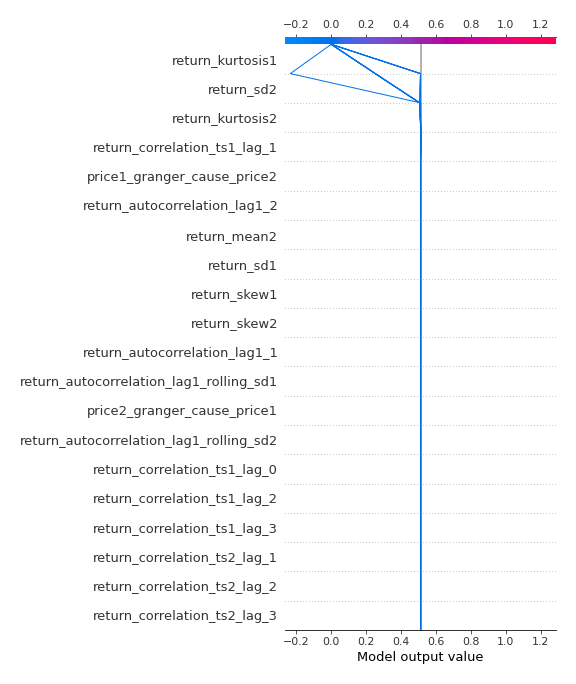 −0.2 0.0 0.2 0.4 0.6 0.8 1.0 1.2
return_kurtosis1
return_sd2
return_kurtosis2
return_correlation_ts1_lag_1
price1_granger_cause_price2
return_autocorrelation_lag1_2
return_mean2
return_sd1
return_skew1
return_skew2
return_autocorrelation_lag1_1
return_autocorrelation_lag1_rolling_sd1
price2_granger_cause_price1
return_autocorrelation_lag1_rolling_sd2
return_correlation_ts1_lag_0
return_correlation_ts1_lag_2
return_correlation_ts1_lag_3
return_correlation_ts2_lag_1
return_correlation_ts2_lag_2
return_correlation_ts2_lag_3
−0.2 0.0 0.2 0.4 0.6 0.8 1.0 1.2
Model output value